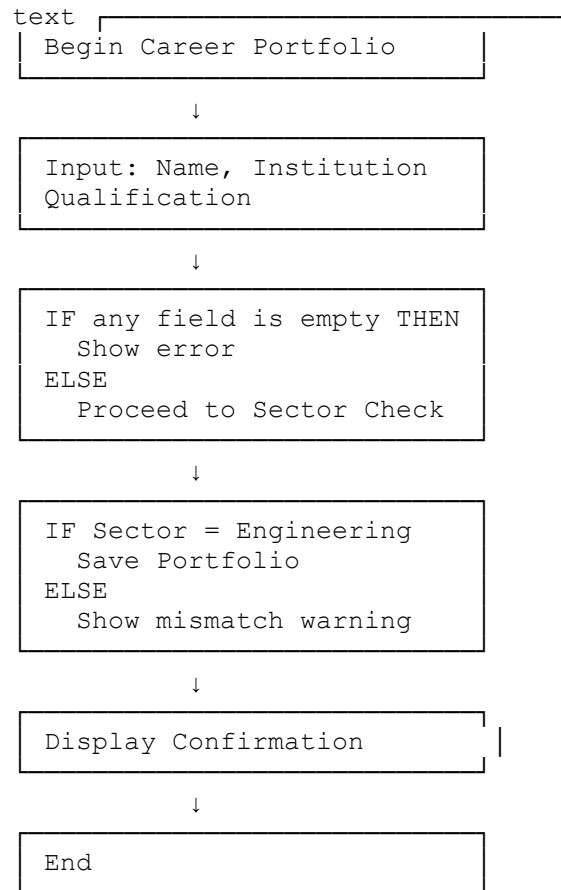 text
Begin Career Portfolio
↓
Input: Name, Institution
Qualification
↓
IF any field is empty THEN
Show error
ELSE
Proceed to Sector Check
↓
IF Sector = Engineering
Save Portfolio
ELSE
Show mismatch warning
↓
Display Confirmation
↓
End